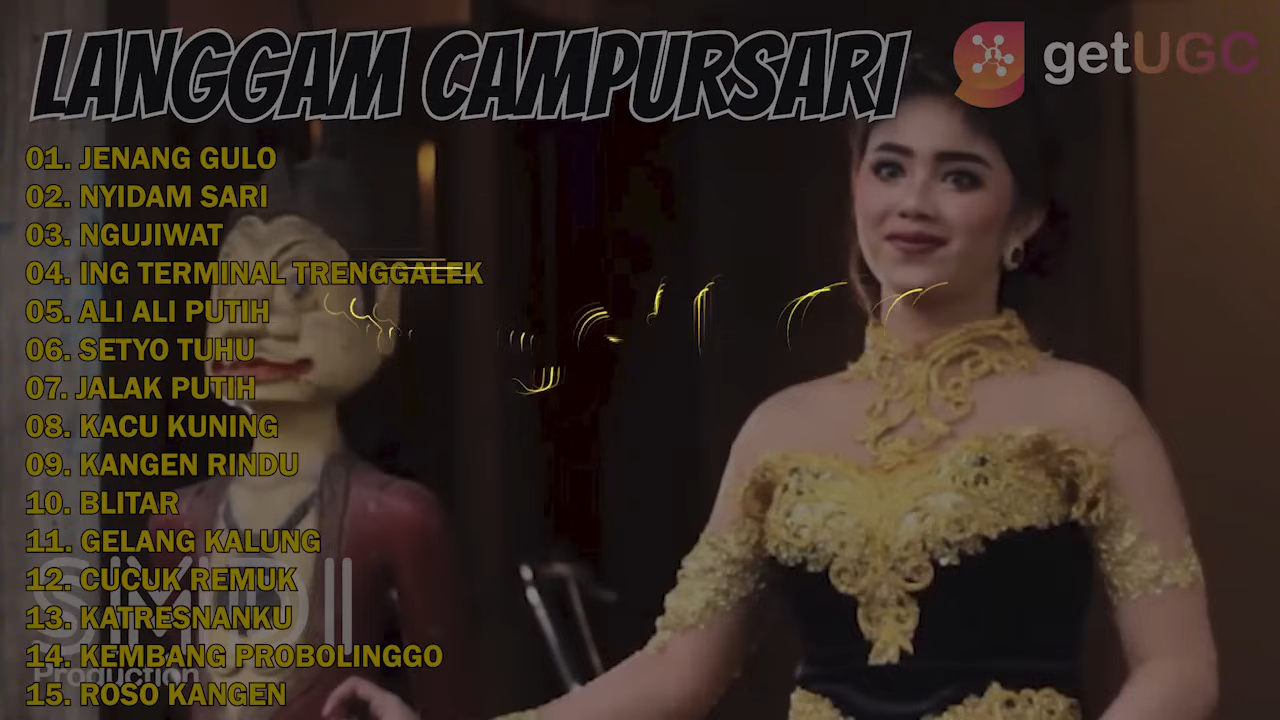 LANGGAM CAMPURSARI
getUGC
01. JENANG GULO
02. NYIDAM SARI
03. NGUJIWAT
04. ING TERMINAL TRENGGALEK
05. ALI ALI PUTIH
06. SETYO TUHU
07. JALAK PUTIH
08. KACU KUNING
09. KANGEN RINDU
10. BLITAR
11. GELANG KALUNG
12. CUCUK REMUK
13. KATRESNANKU
14. KEMBANG PROBOLINGGO
Production
15. ROSO KANGEN